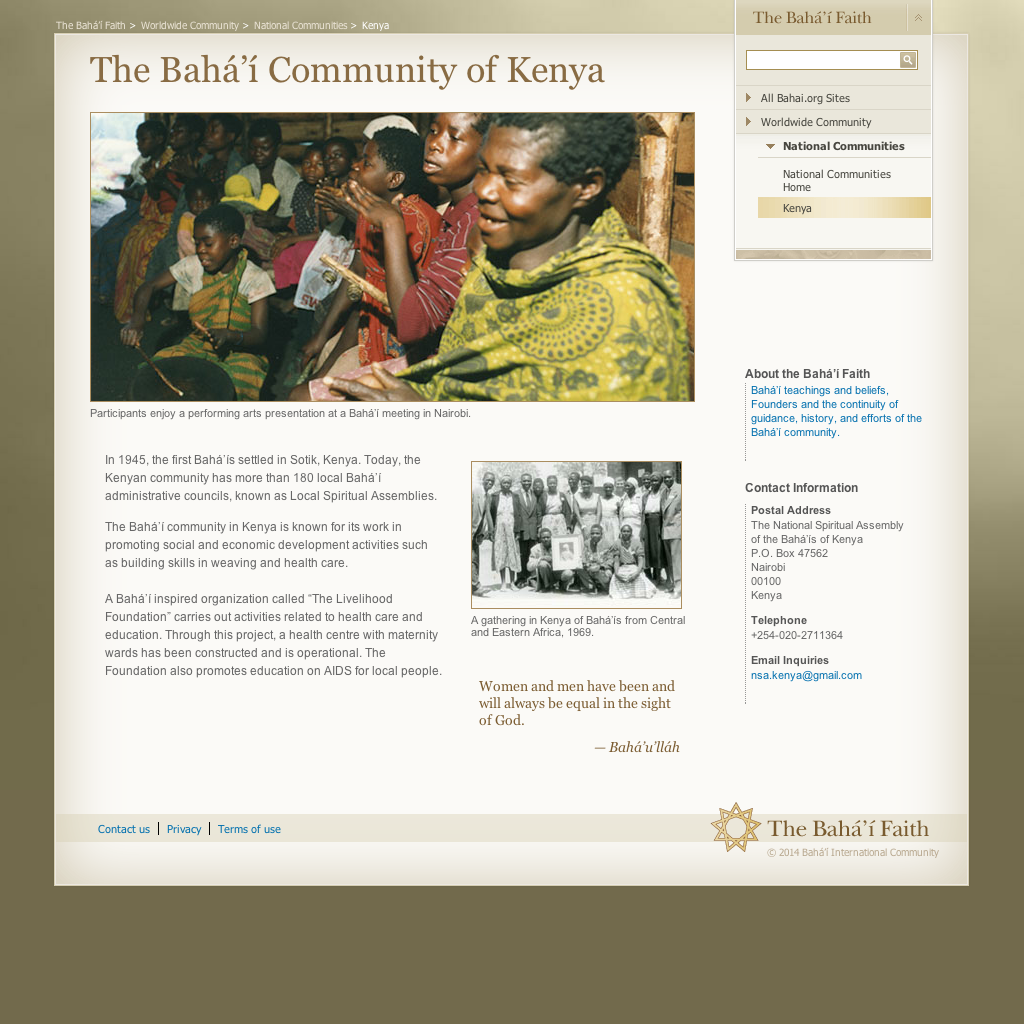 The Bahá’í Faith > Worldwide Community > National Communities > Kenya
The Bahá’í Faith
The Bahá’í Community of Kenya
All Bahai.org Sites
Worldwide Community
National Communities
National Communities
Home
Kenya
Participants enjoy a performing arts presentation at a Bahá’í meeting in Nairobi.
In 1945, the first Bahá’ís settled in Sotik, Kenya. Today, the
Kenyan community has more than 180 local Bahá’í
administrative councils, known as Local Spiritual Assemblies.
The Bahá’í community in Kenya is known for its work in
promoting social and economic development activities such
as building skills in weaving and health care.
A Bahá’í inspired organization called “The Livelihood
Foundation” carries out activities related to health care and
education. Through this project, a health centre with maternity
wards has been constructed and is operational. The
Foundation also promotes education on AIDS for local people.
A gathering in Kenya of Bahá’ís from Central
and Eastern Africa, 1969.
Women and men have been and
will always be equal in the sight
of God.
— Bahá’u’lláh
About the Bahá’í Faith
Bahá’í teachings and beliefs,
Founders and the continuity of
guidance, history, and efforts of the
Bahá’í community.
Contact Information
Postal Address
The National Spiritual Assembly
of the Bahá’ís of Kenya
P.O. Box 47562
Nairobi
00100
Kenya
Telephone
+254-020-2711364
Email Inquiries
nsa.kenya@gmail.com
Contact us | Privacy | Terms of use
The Bahá’í Faith
© 2014 Bahá’í International Community